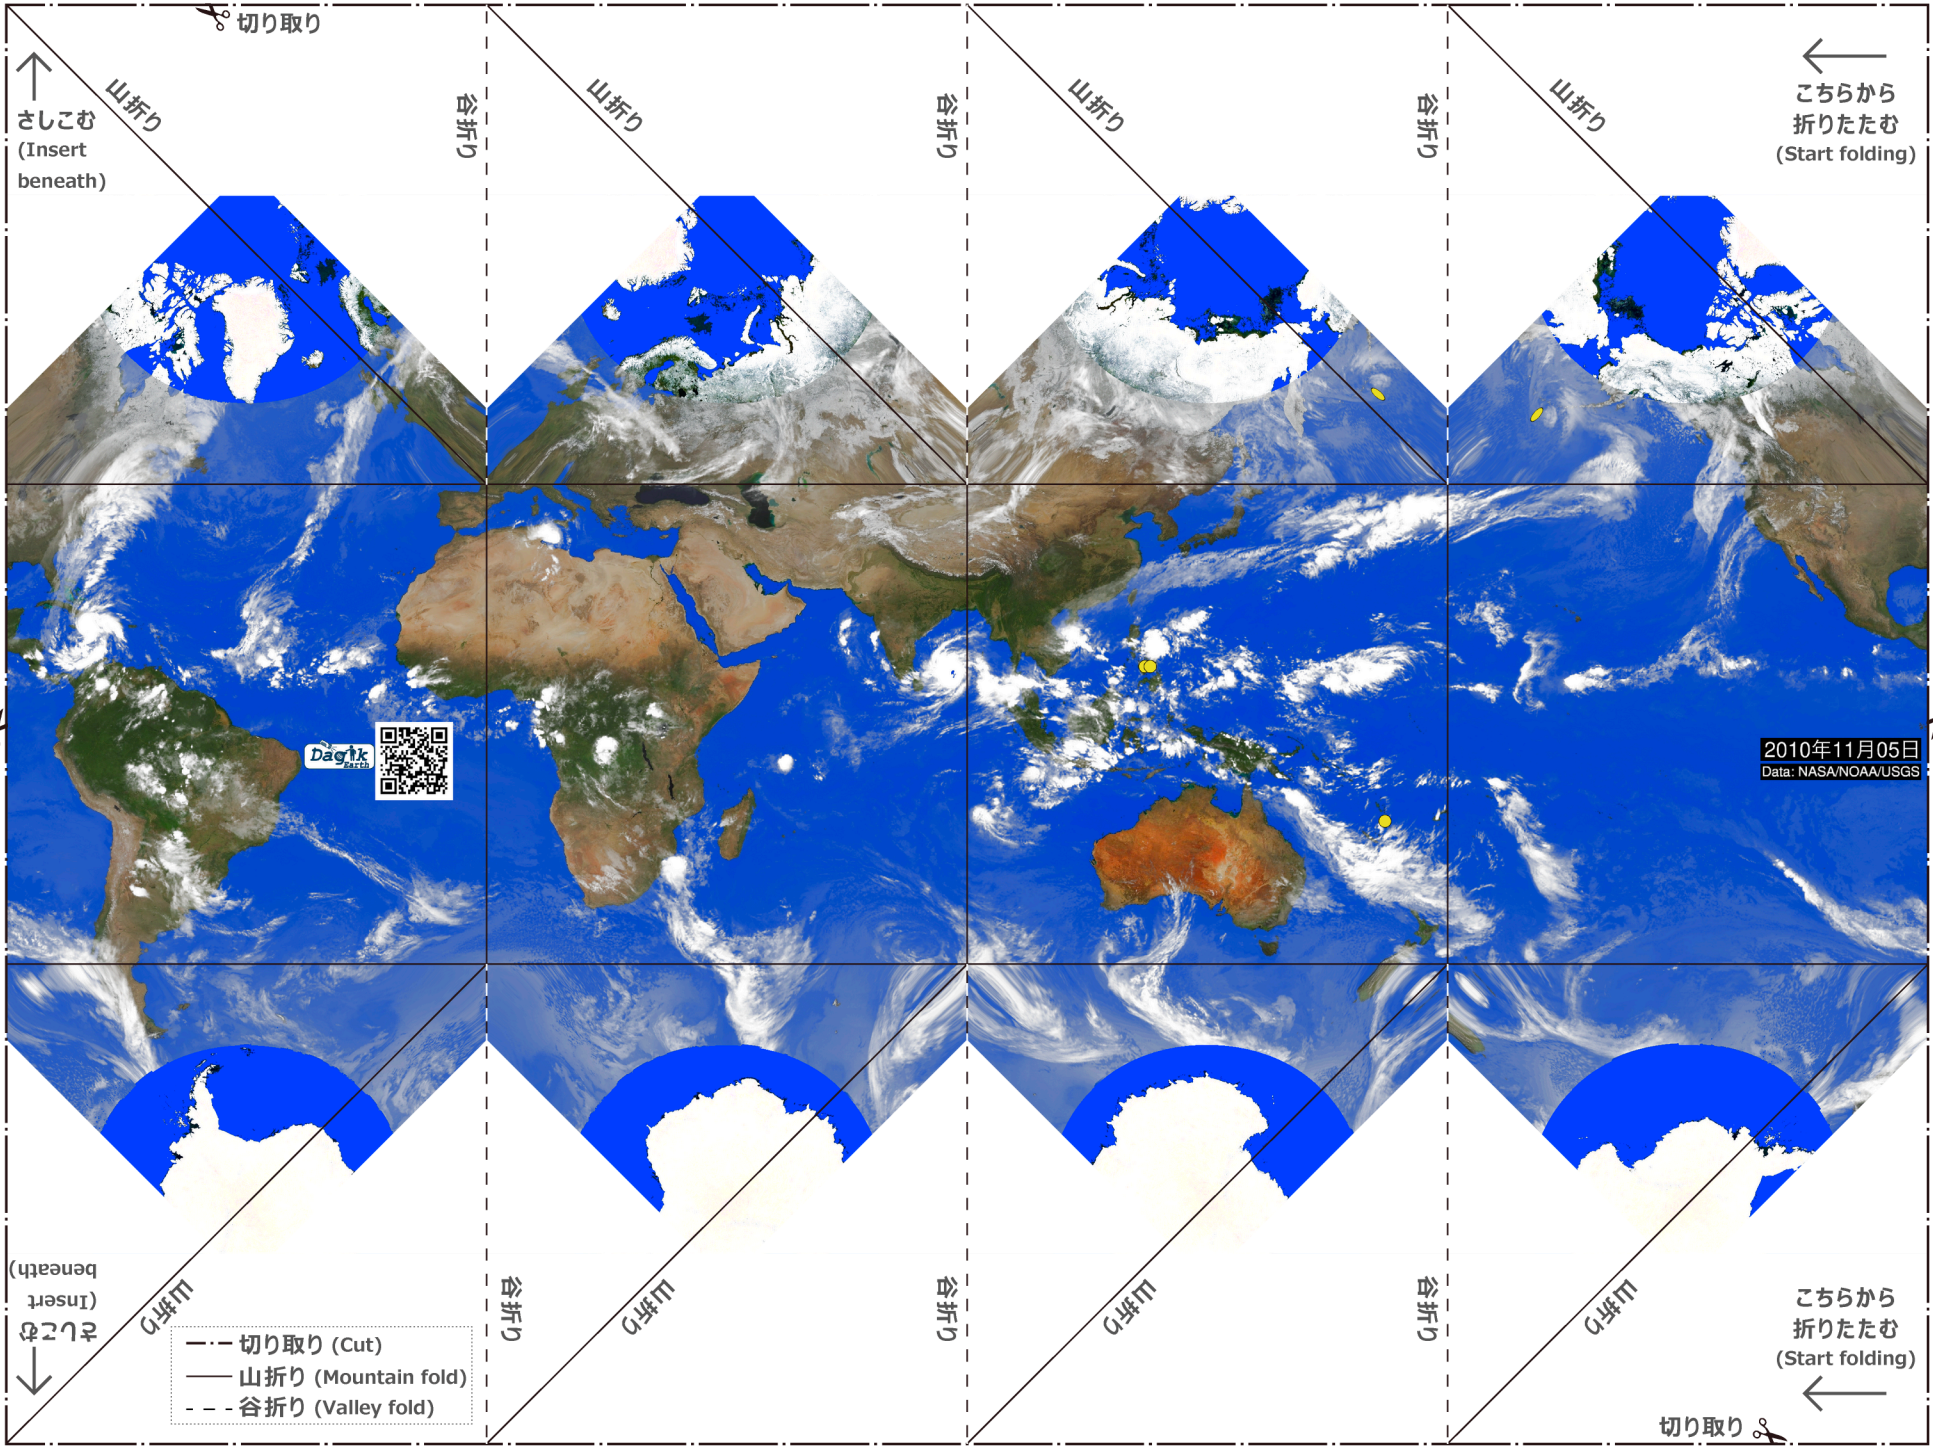 切り取り
山折り
谷折り
山折り
谷折り
山折り
谷折り
山折り
さしこむ
(Insert
beneath)
こちらから
折りたたむ
(Start folding)
Dagik
Earth
2010年11月05日
Data: NASA/NOAA/USGS
さしこむ
(Insert
beneath)
山折り
谷折り
山折り
谷折り
山折り
谷折り
山折り
こちらから
折りたたむ
(Start folding)
切り取り (Cut)
山折り (Mountain fold)
谷折り (Valley fold)
切り取り